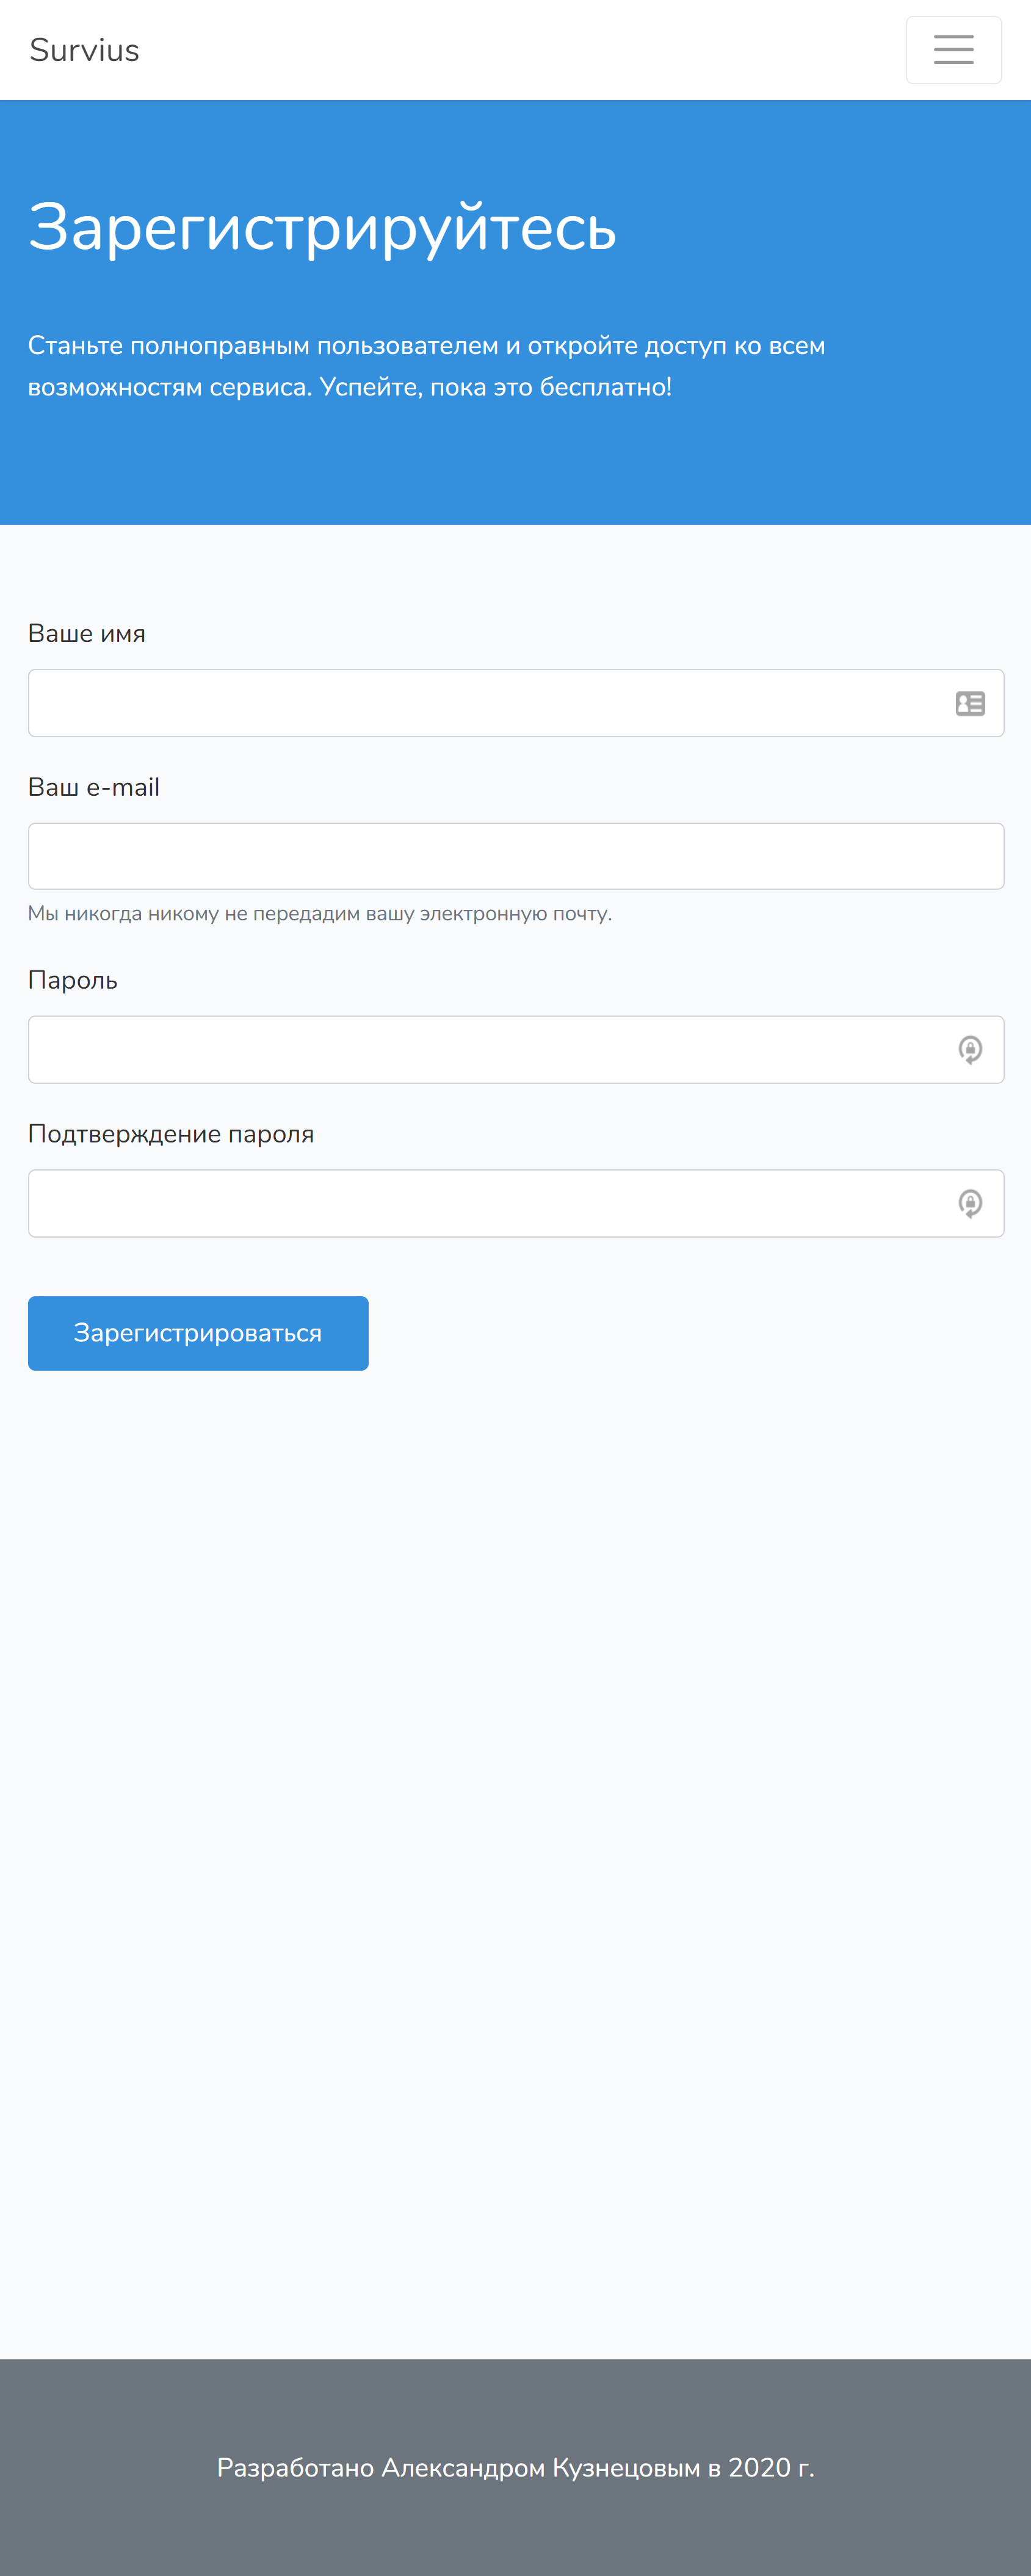 Survius
Зарегистрируйтесь
Станьте полноправным пользователем и откройте доступ ко всем
возможностям сервиса. Успейте, пока это бесплатно!
Ваше имя
Ваш e-mail
Мы никогда никому не передадим вашу электронную почту.
Пароль
Подтверждение пароля
Зарегистрироваться
Разработано Александром Кузнецовым в 2020 г.